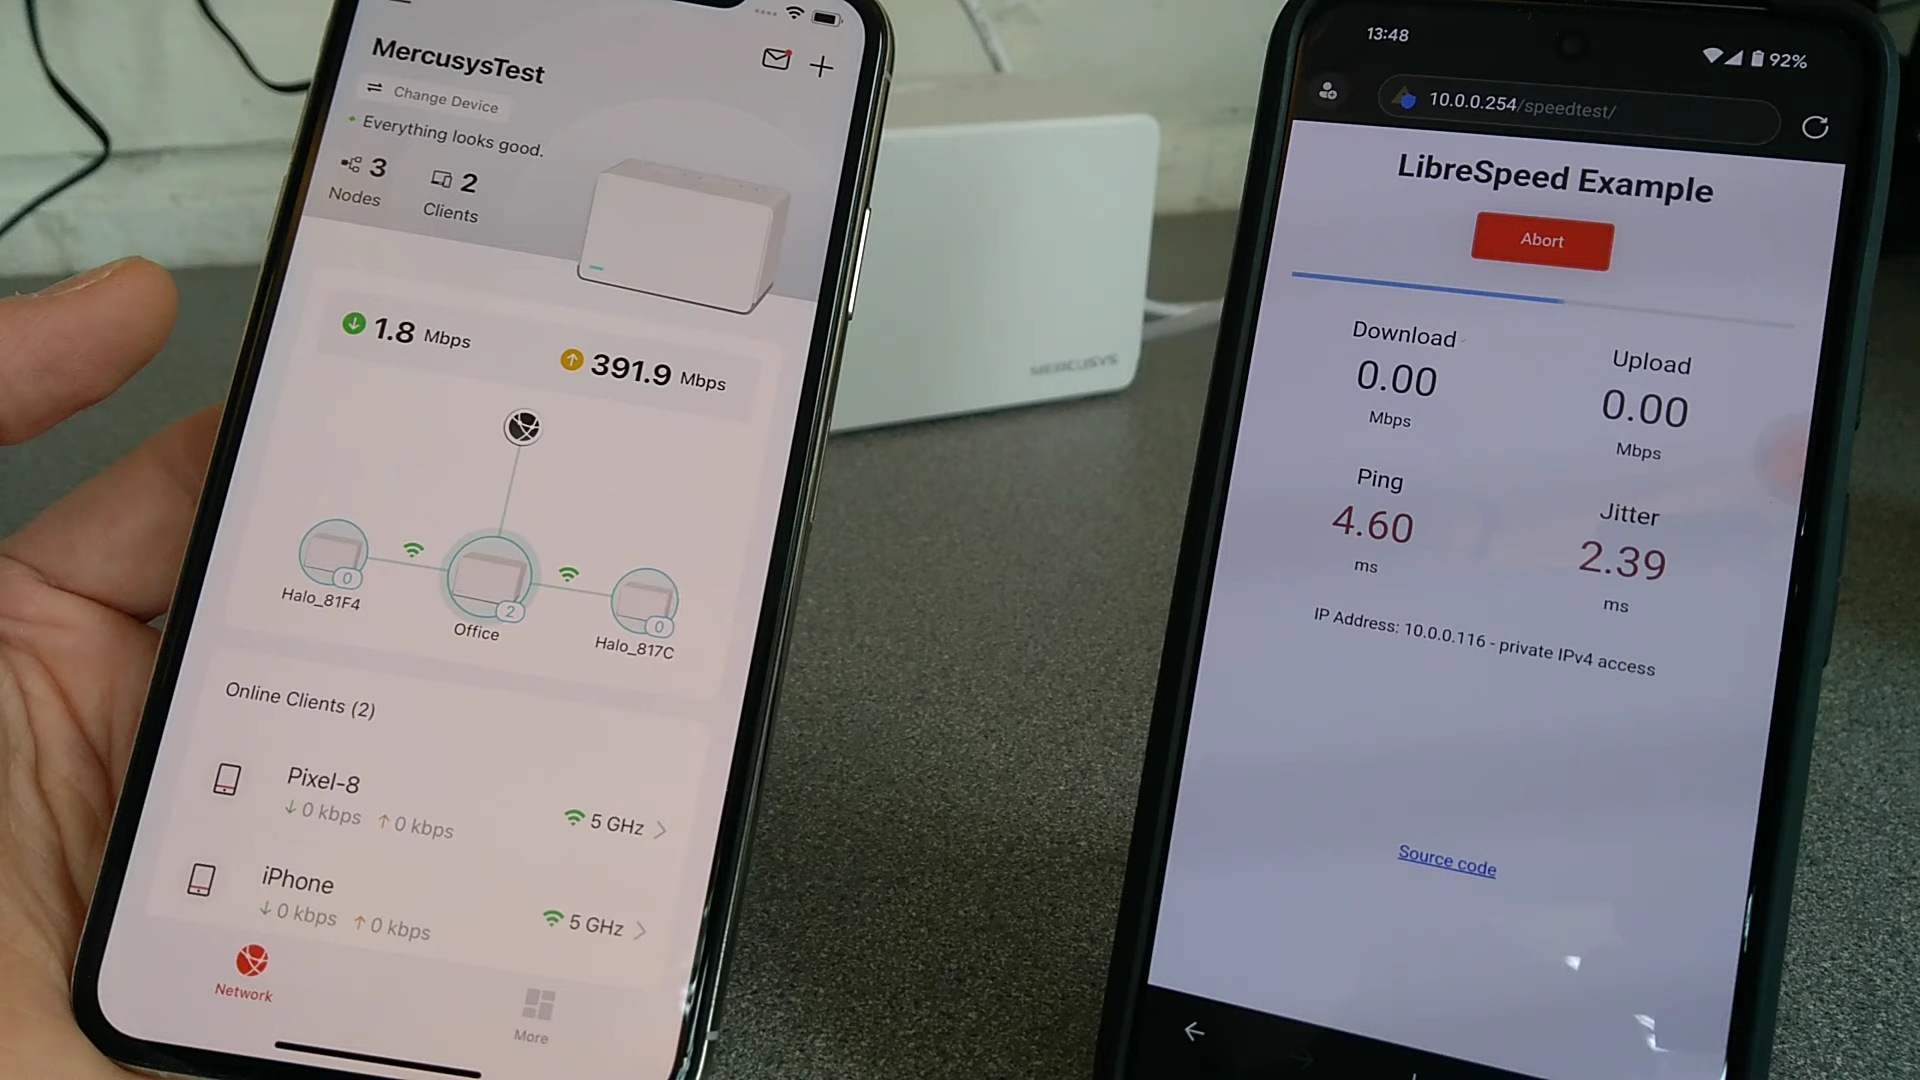 MercusysTest
Change Device
Everything looks good.
3
Nodes
2
Clients
1.8 Mbps
391.9 Mbps
0
2
0
Halo_81F4
Office
Halo_817C
Online Clients (2)
Pixel-8
↓ 0 kbps ↑ 0 kbps
5 GHz
iPhone
↓ 0 kbps ↑ 0 kbps
5 GHz
Network
More
MERCUSYS
13:48
92%
10.0.0.254/speedtest/
LibreSpeed Example
Abort
Download
0.00
Mbps
Upload
0.00
Mbps
Ping
4.60
ms
Jitter
2.39
ms
IP Address: 10.0.0.116 - private IPv4 access
Source code